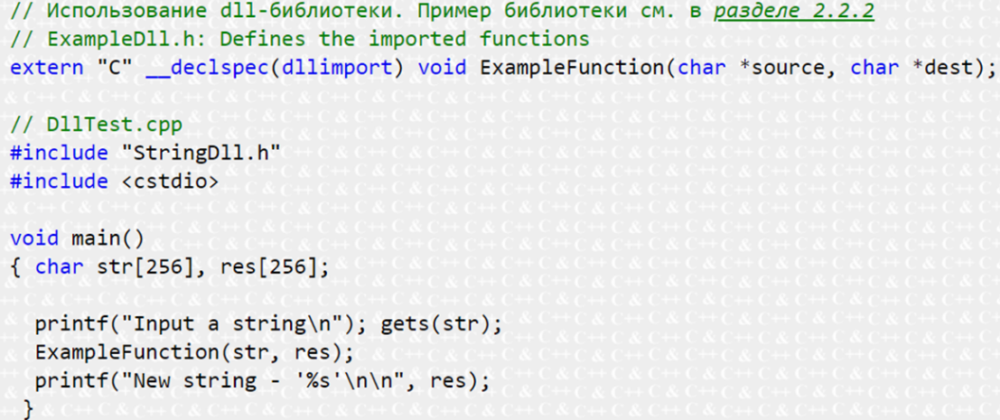 // Использование dll-библиотеки. Пример библиотеки см. в разделе 2.2.2
// ExampleDll.h: Defines the imported functions
extern "C" __declspec(dllimport) void ExampleFunction(char *source, char *dest);
// DllTest.cpp
#include "StringDll.h"
#include <cstdio>
void main()
{ char str[256], res[256];
printf("Input a string\n"); gets(str);
ExampleFunction(str, res);
printf("New string - '%s'\n\n", res);
}